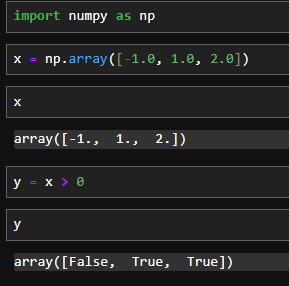 import numpy as np
x = np.array([-1.0, 1.0, 2.0])
x
array([-1.,  1.,  2.])
y = x > 0
y
array([False,  True,  True])